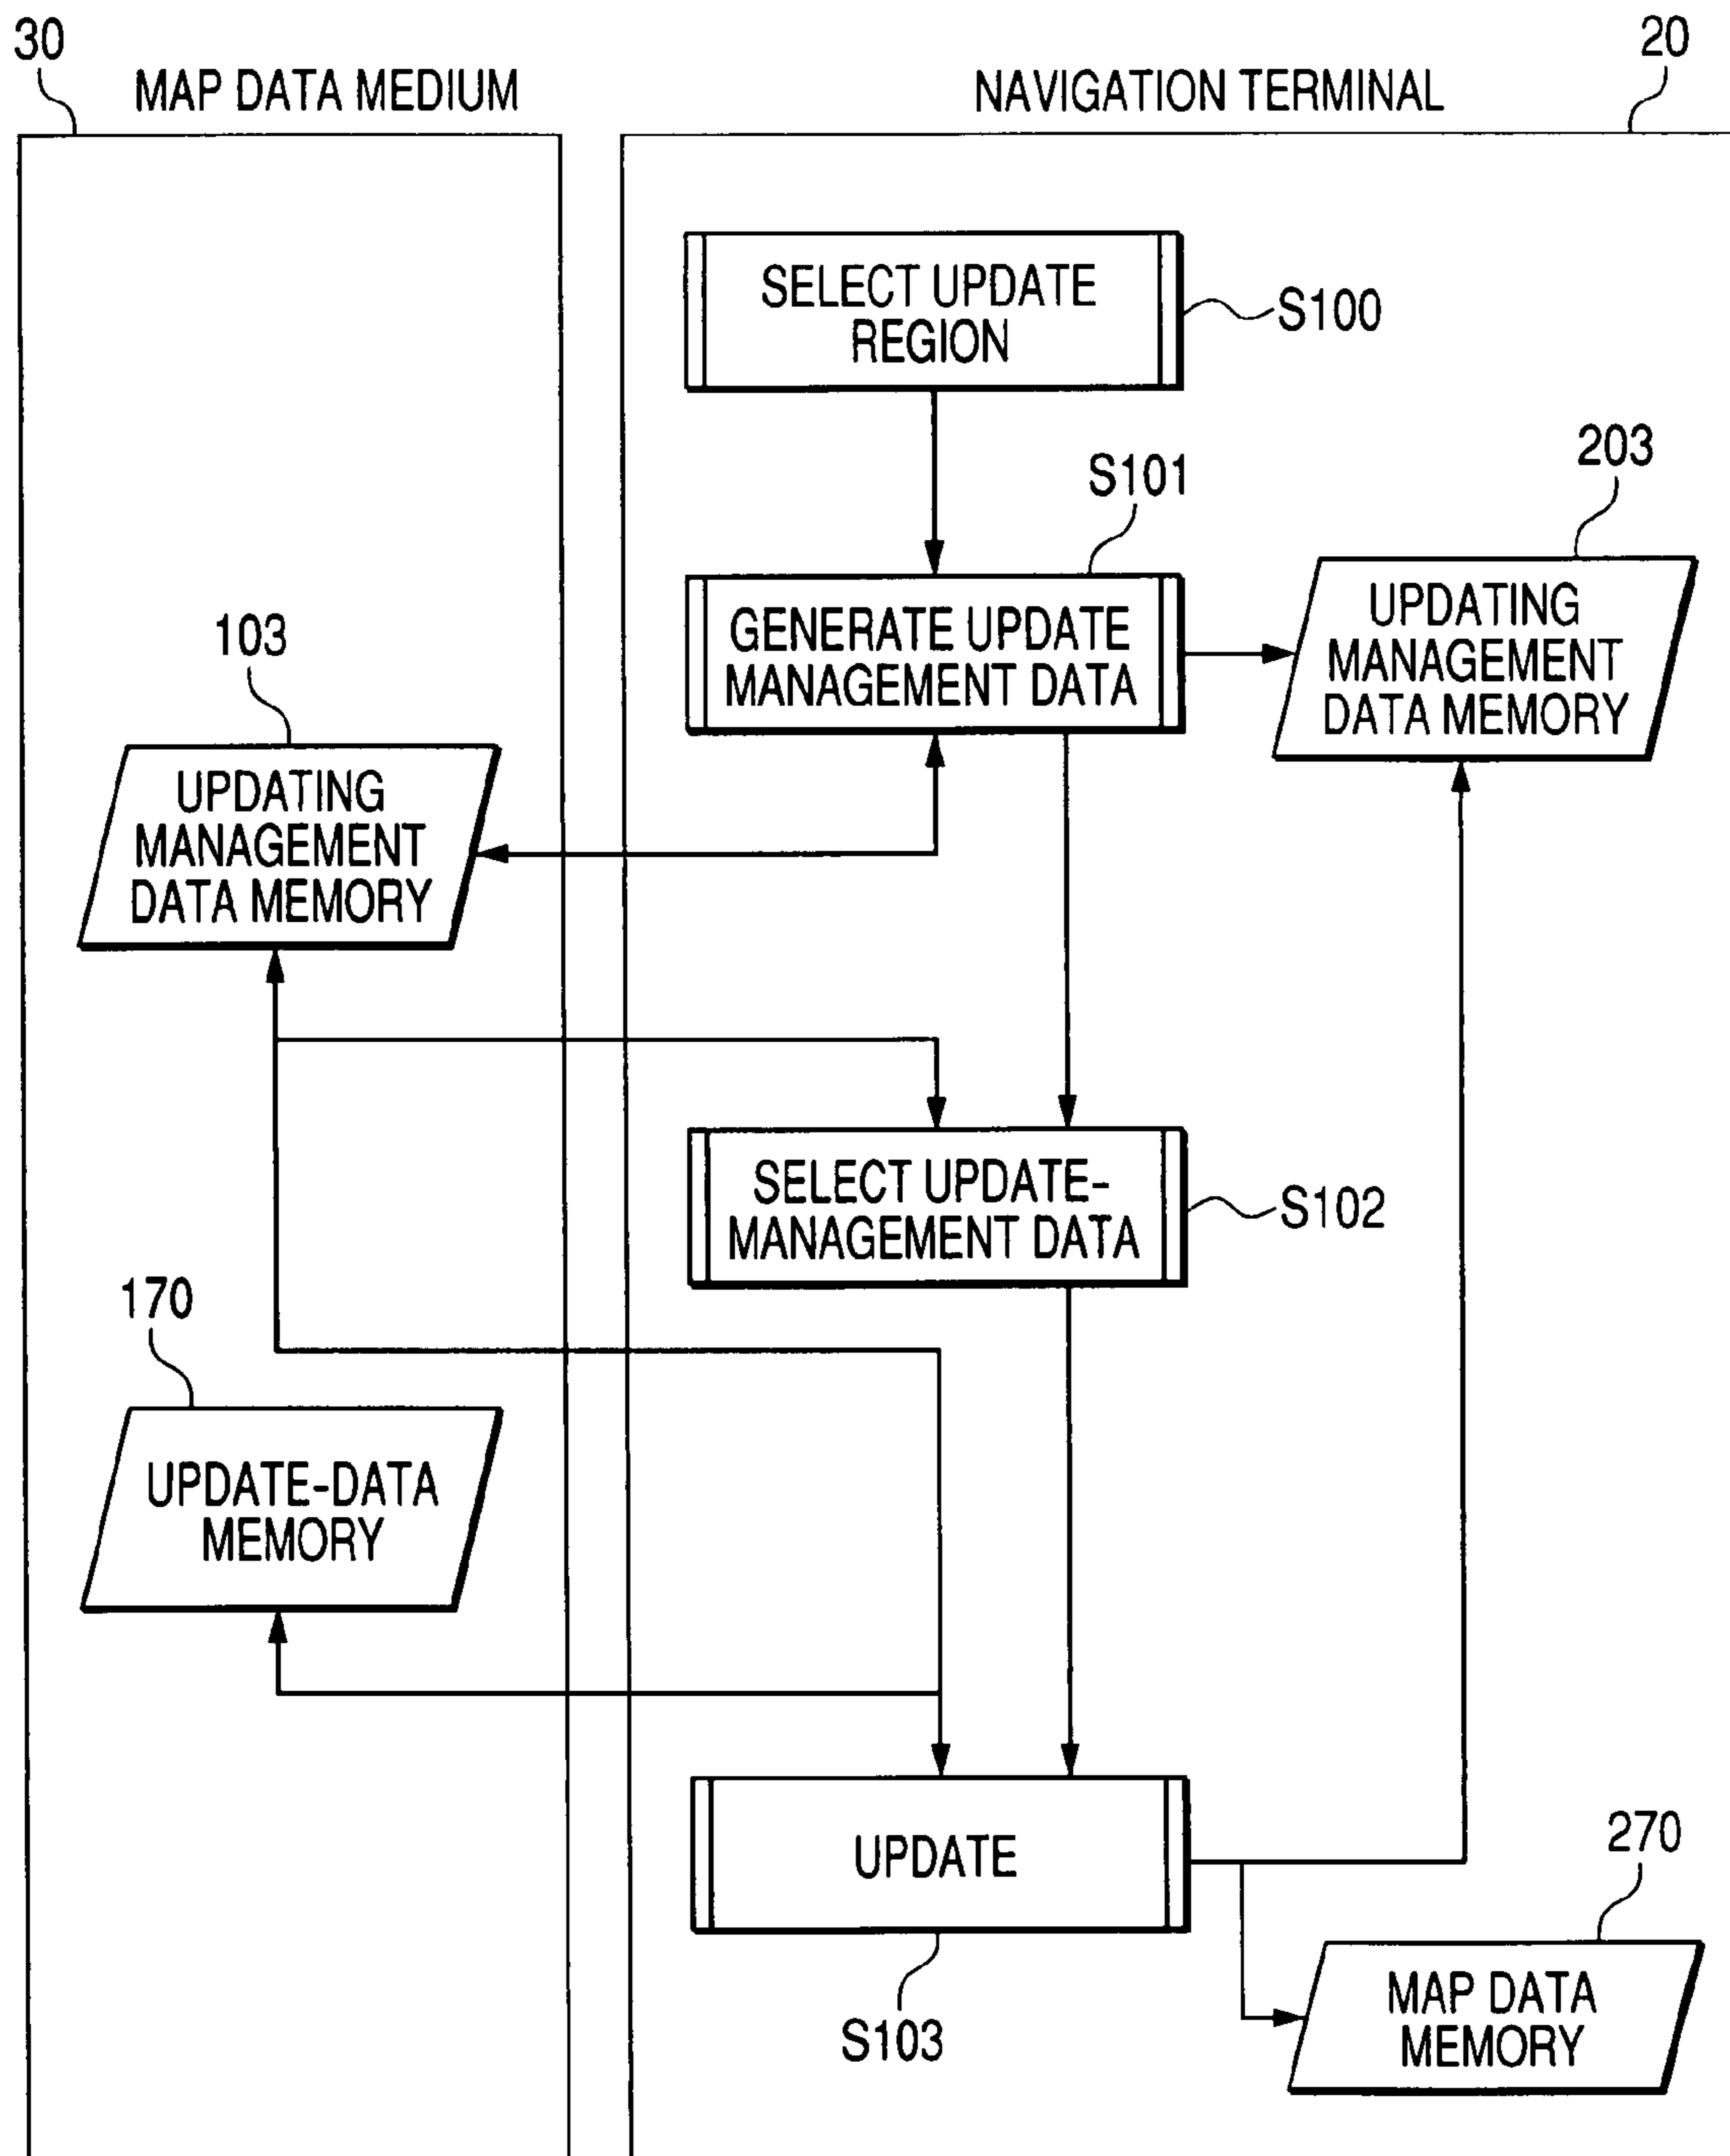 30
20
MAP DATA MEDIUM
NAVIGATION TERMINAL
SELECT UPDATE
REGION
S100
S101
203
GENERATE UPDATE
MANAGEMENT DATA
UPDATING
MANAGEMENT
DATA MEMORY
103
UPDATING
MANAGEMENT
DATA MEMORY
SELECT UPDATE-
MANAGEMENT DATA
S102
170
UPDATE-DATA
MEMORY
UPDATE
S103
270
MAP DATA
MEMORY